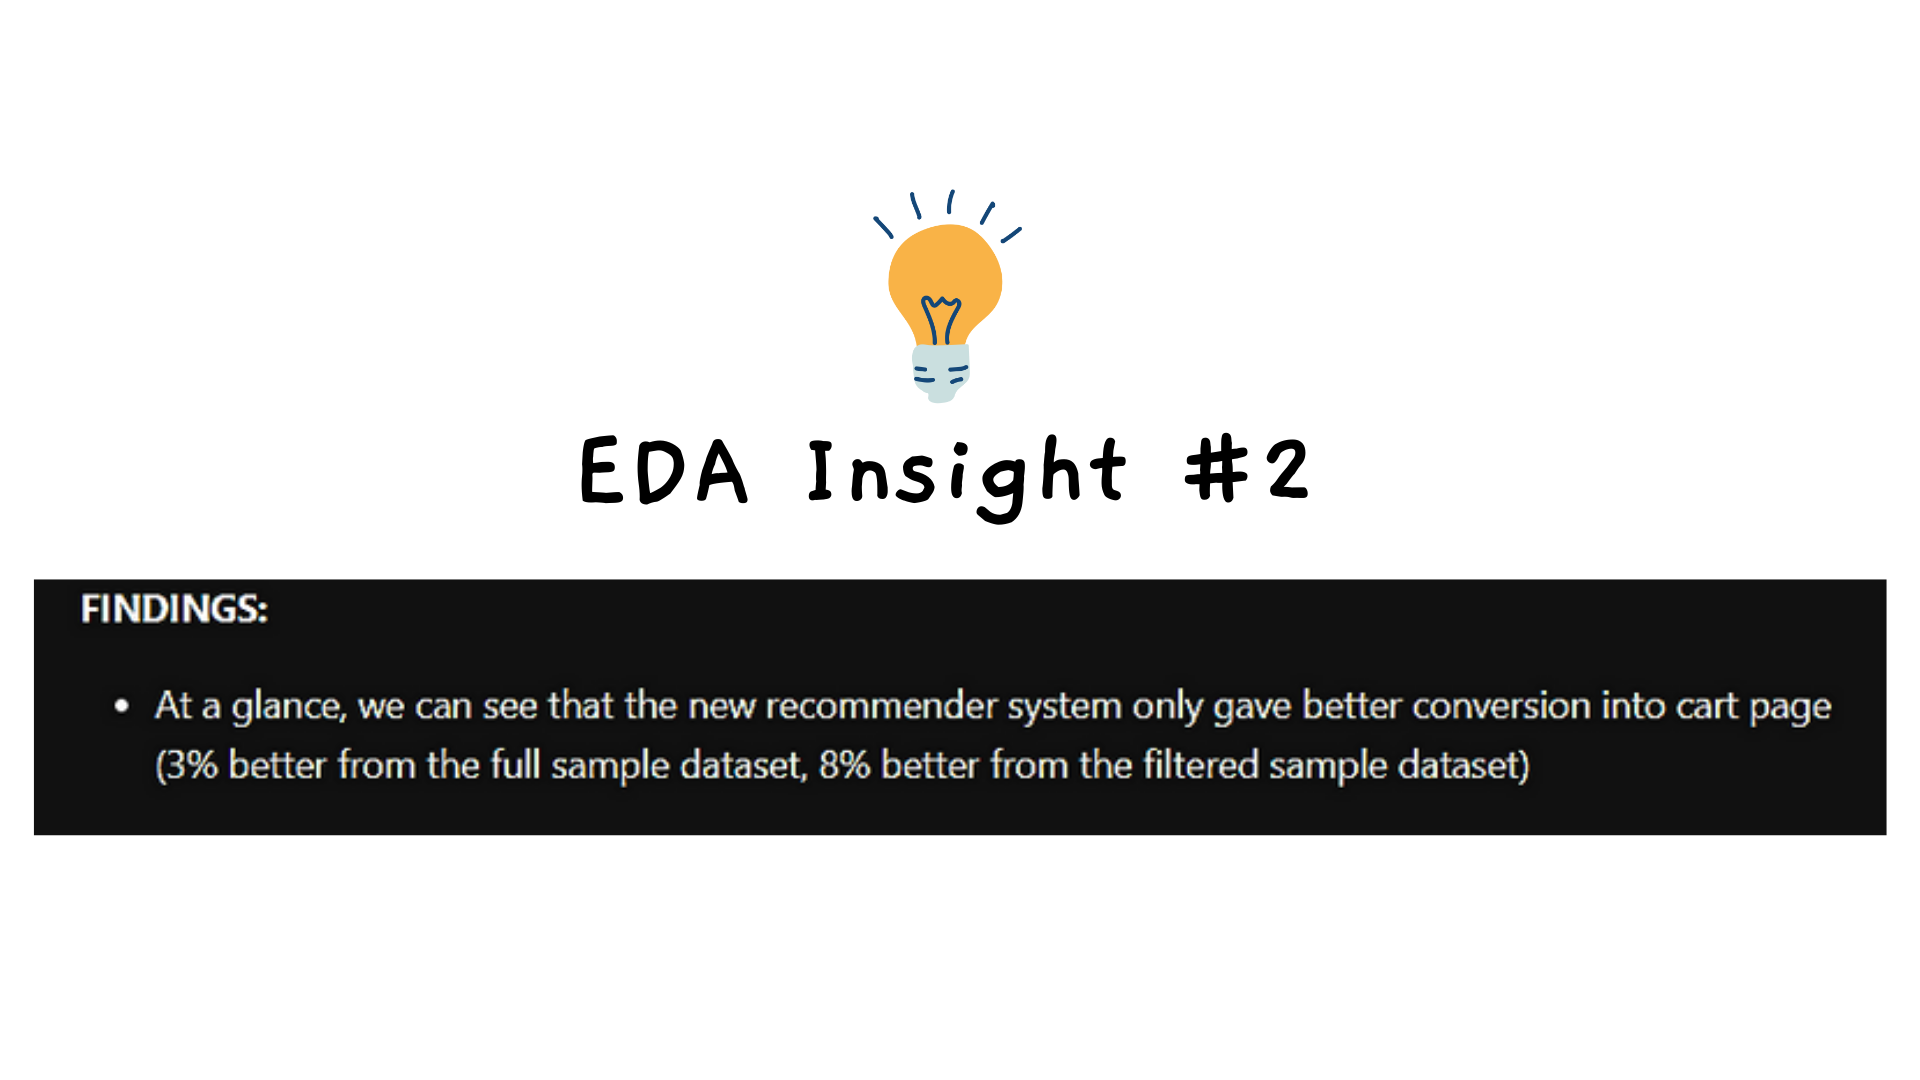 EDA Insight #2
FINDINGS:
• At a glance, we can see that the new recommender system only gave better conversion into cart page
(3% better from the full sample dataset, 8% better from the filtered sample dataset)